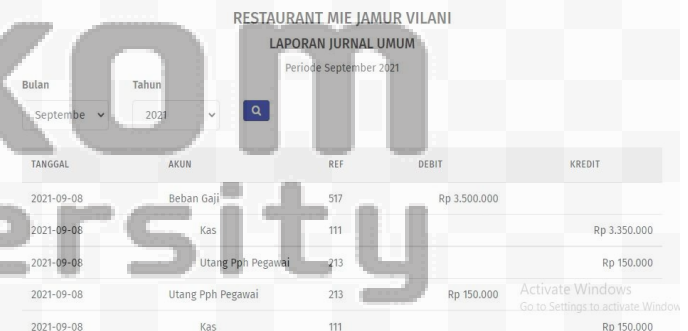 RESTAURANT MIE JAMUR VILANI
LAPORAN JURNAL UMUM
Periode September 2021
Bulan Tahun
Septembe 2021
TANGGAL AKUN REF DEBIT KREDIT
2021-09-08 Beban Gaji 517 Rp 3.500.000
2021-09-08 Kas 111 Rp 3.350.000
2021-09-08 Utang Pph Pegawai 213 Rp 150.000
2021-09-08 Utang Pph Pegawai 213 Rp 150.000
2021-09-08 Kas 111 Rp 150.000
kom
ersity
Activate Windows
Go to Settings to activate Window